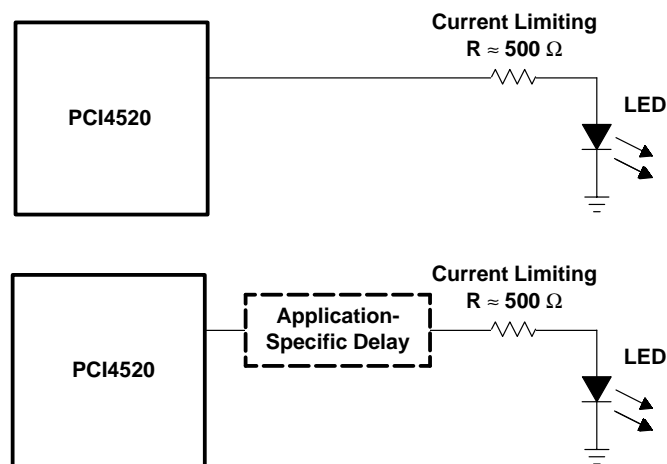 Current Limiting
R ≈ 500 Ω
PCI4520
LED
Current Limiting
R ≈ 500 Ω
Application-
Specific Delay
PCI4520
LED